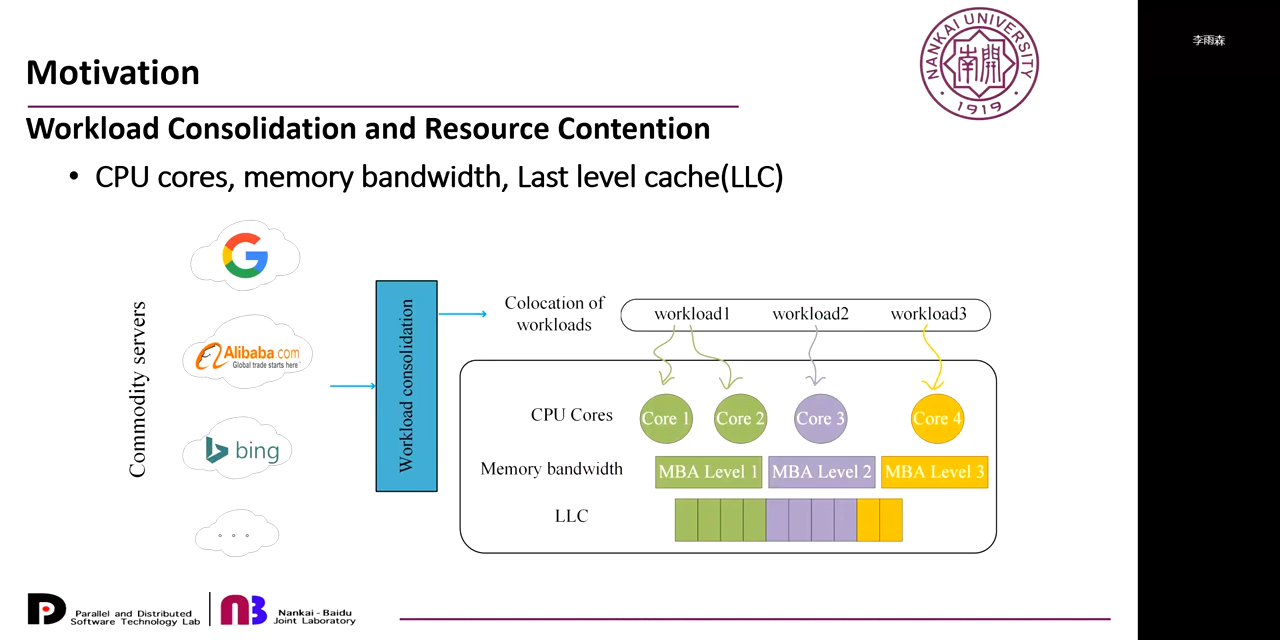 Motivation
NANKAI UNIVERSITY
南開
· 1919 ·
李雨森
Workload Consolidation and Resource Contention
• CPU cores, memory bandwidth, Last level cache(LLC)
Commodity servers
G
Alibaba.com
Global trade starts here™
bing
Workload consolidation
Colocation of
workloads
workload1 workload2 workload3
CPU Cores Core 1 Core 2 Core 3 Core 4
Memory bandwidth MBA Level 1 MBA Level 2 MBA Level 3
LLC
Parallel and Distributed
Software Technology Lab
Nankai-Baidu
Joint Laboratory